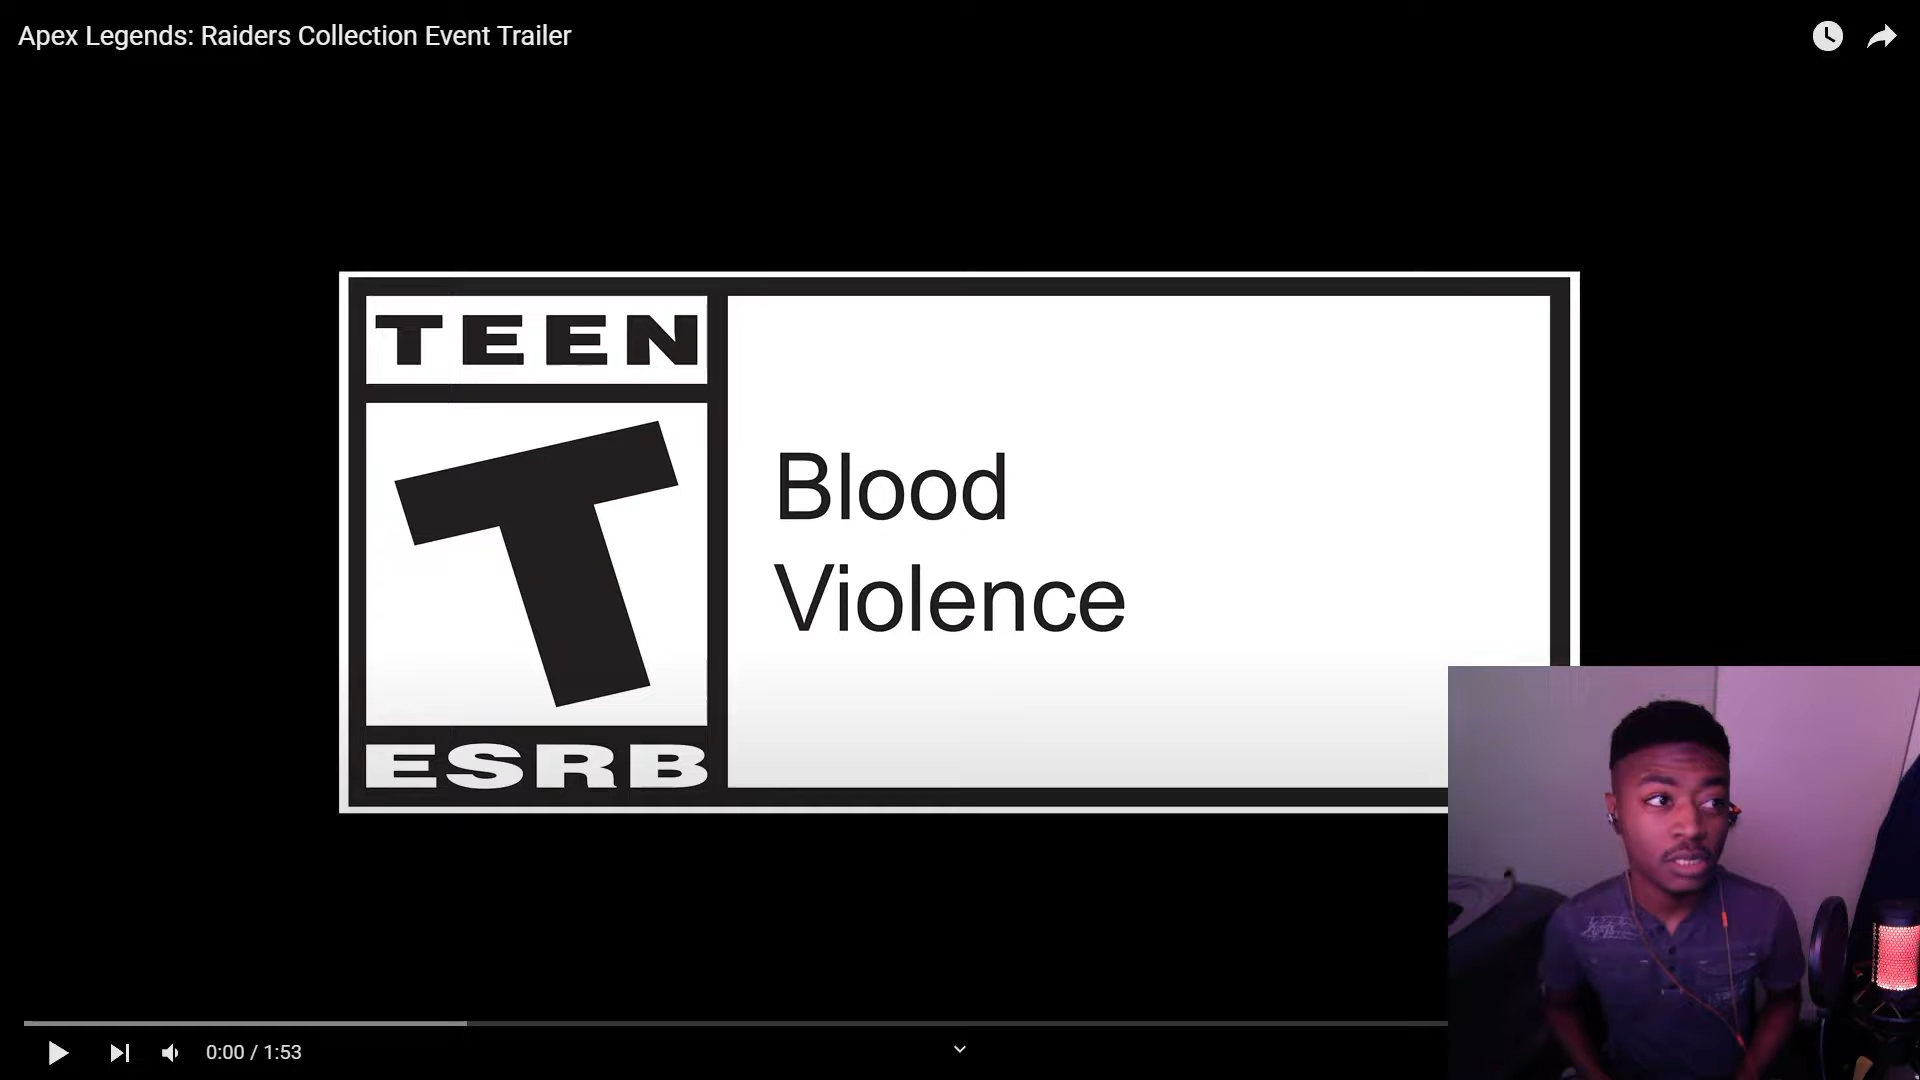 Apex Legends: Raiders Collection Event Trailer
TEEN
T
ESRB
Blood
Violence
0:00 / 1:53